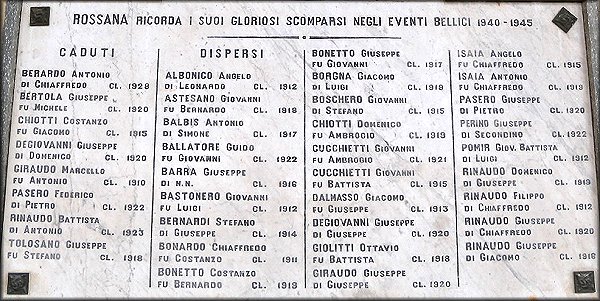 ROSSANA RICORDA I SUOI GLORIOSI SCOMPARSI NEGLI EVENTI BELLICI 1940-1945
CADUTI
BERARDO ANTONIO
DI CHIAFFREDO CL. 1928
BERTOLA GIUSEPPE
FU MICHELE CL. 1920
CHIOTTI COSTANZO
FU GIACOMO CL. 1915
DEGIOVANNI GIUSEPPE
DI DOMENICO CL. 1920
GIRAUDO MARCELLO
FU ANTONIO CL. 1910
PASERO FEDERICO
DI PIETRO CL. 1922
RINAUDO BATTISTA
DI ANTONIO CL. 1923
TOLOSANO GIUSEPPE
FU STEFANO CL. 1918
DISPERSI
ALBONICO ANGELO
DI LEONARDO CL. 1912
ASTESANO GIOVANNI
FU BERNARDO CL. 1918
BALBIS ANTONIO
DI SIMONE CL. 1917
BALLATORE GUIDO
FU GIOVANNI CL. 1922
BARRA GIUSEPPE
DI N.N. CL. 1916
BASTONERO GIOVANNI
FU LUIGI CL. 1912
BERNARDI STEFANO
DI GIUSEPPE CL. 1914
BONARDO CHIAFFREDO
FU COSTANZO CL. 1911
BONETTO COSTANZO
FU BERNARDO CL. 1913
BONETTO GIUSEPPE
FU GIOVANNI CL. 1917
BORGNA GIACOMO
DI LUIGI CL. 1918
BOSCHERO GIOVANNI
DI STEFANO CL. 1915
CHIOTTI DOMENICO
FU AMBROGIO CL. 1919
CUCCHIETTI GIOVANNI
FU AMBROGIO CL. 1921
CUCCHIETTI GIOVANNI
FU BATTISTA CL. 1915
DALMASSO GIACOMO
FU GIUSEPPE CL. 1913
DEGIOVANNI GIUSEPPE
DI GIUSEPPE CL. 1920
GIOLITTI OTTAVIO
FU BATTISTA CL. 1918
GIRAUDO GIUSEPPE
DI GIUSEPPE CL. 1920
ISAIA ANGELO
FU CHIAFFREDO CL. 1915
ISAIA ANTONIO
FU CHIAFFREDO CL. 1913
PASERO GIUSEPPE
DI PIETRO CL. 1920
PERINO GIUSEPPE
DI SECONDINO CL. 1922
POMIR GIOV. BATTISTA
DI LUIGI CL. 1912
RINAUDO DOMENICO
DI GIUSEPPE CL. 1913
RINAUDO FILIPPO
DI CHIAFFREDO CL. 1912
RINAUDO GIUSEPPE
DI CHIAFFREDO CL. 1920
RINAUDO GIUSEPPE
DI GIACOMO CL. 1916